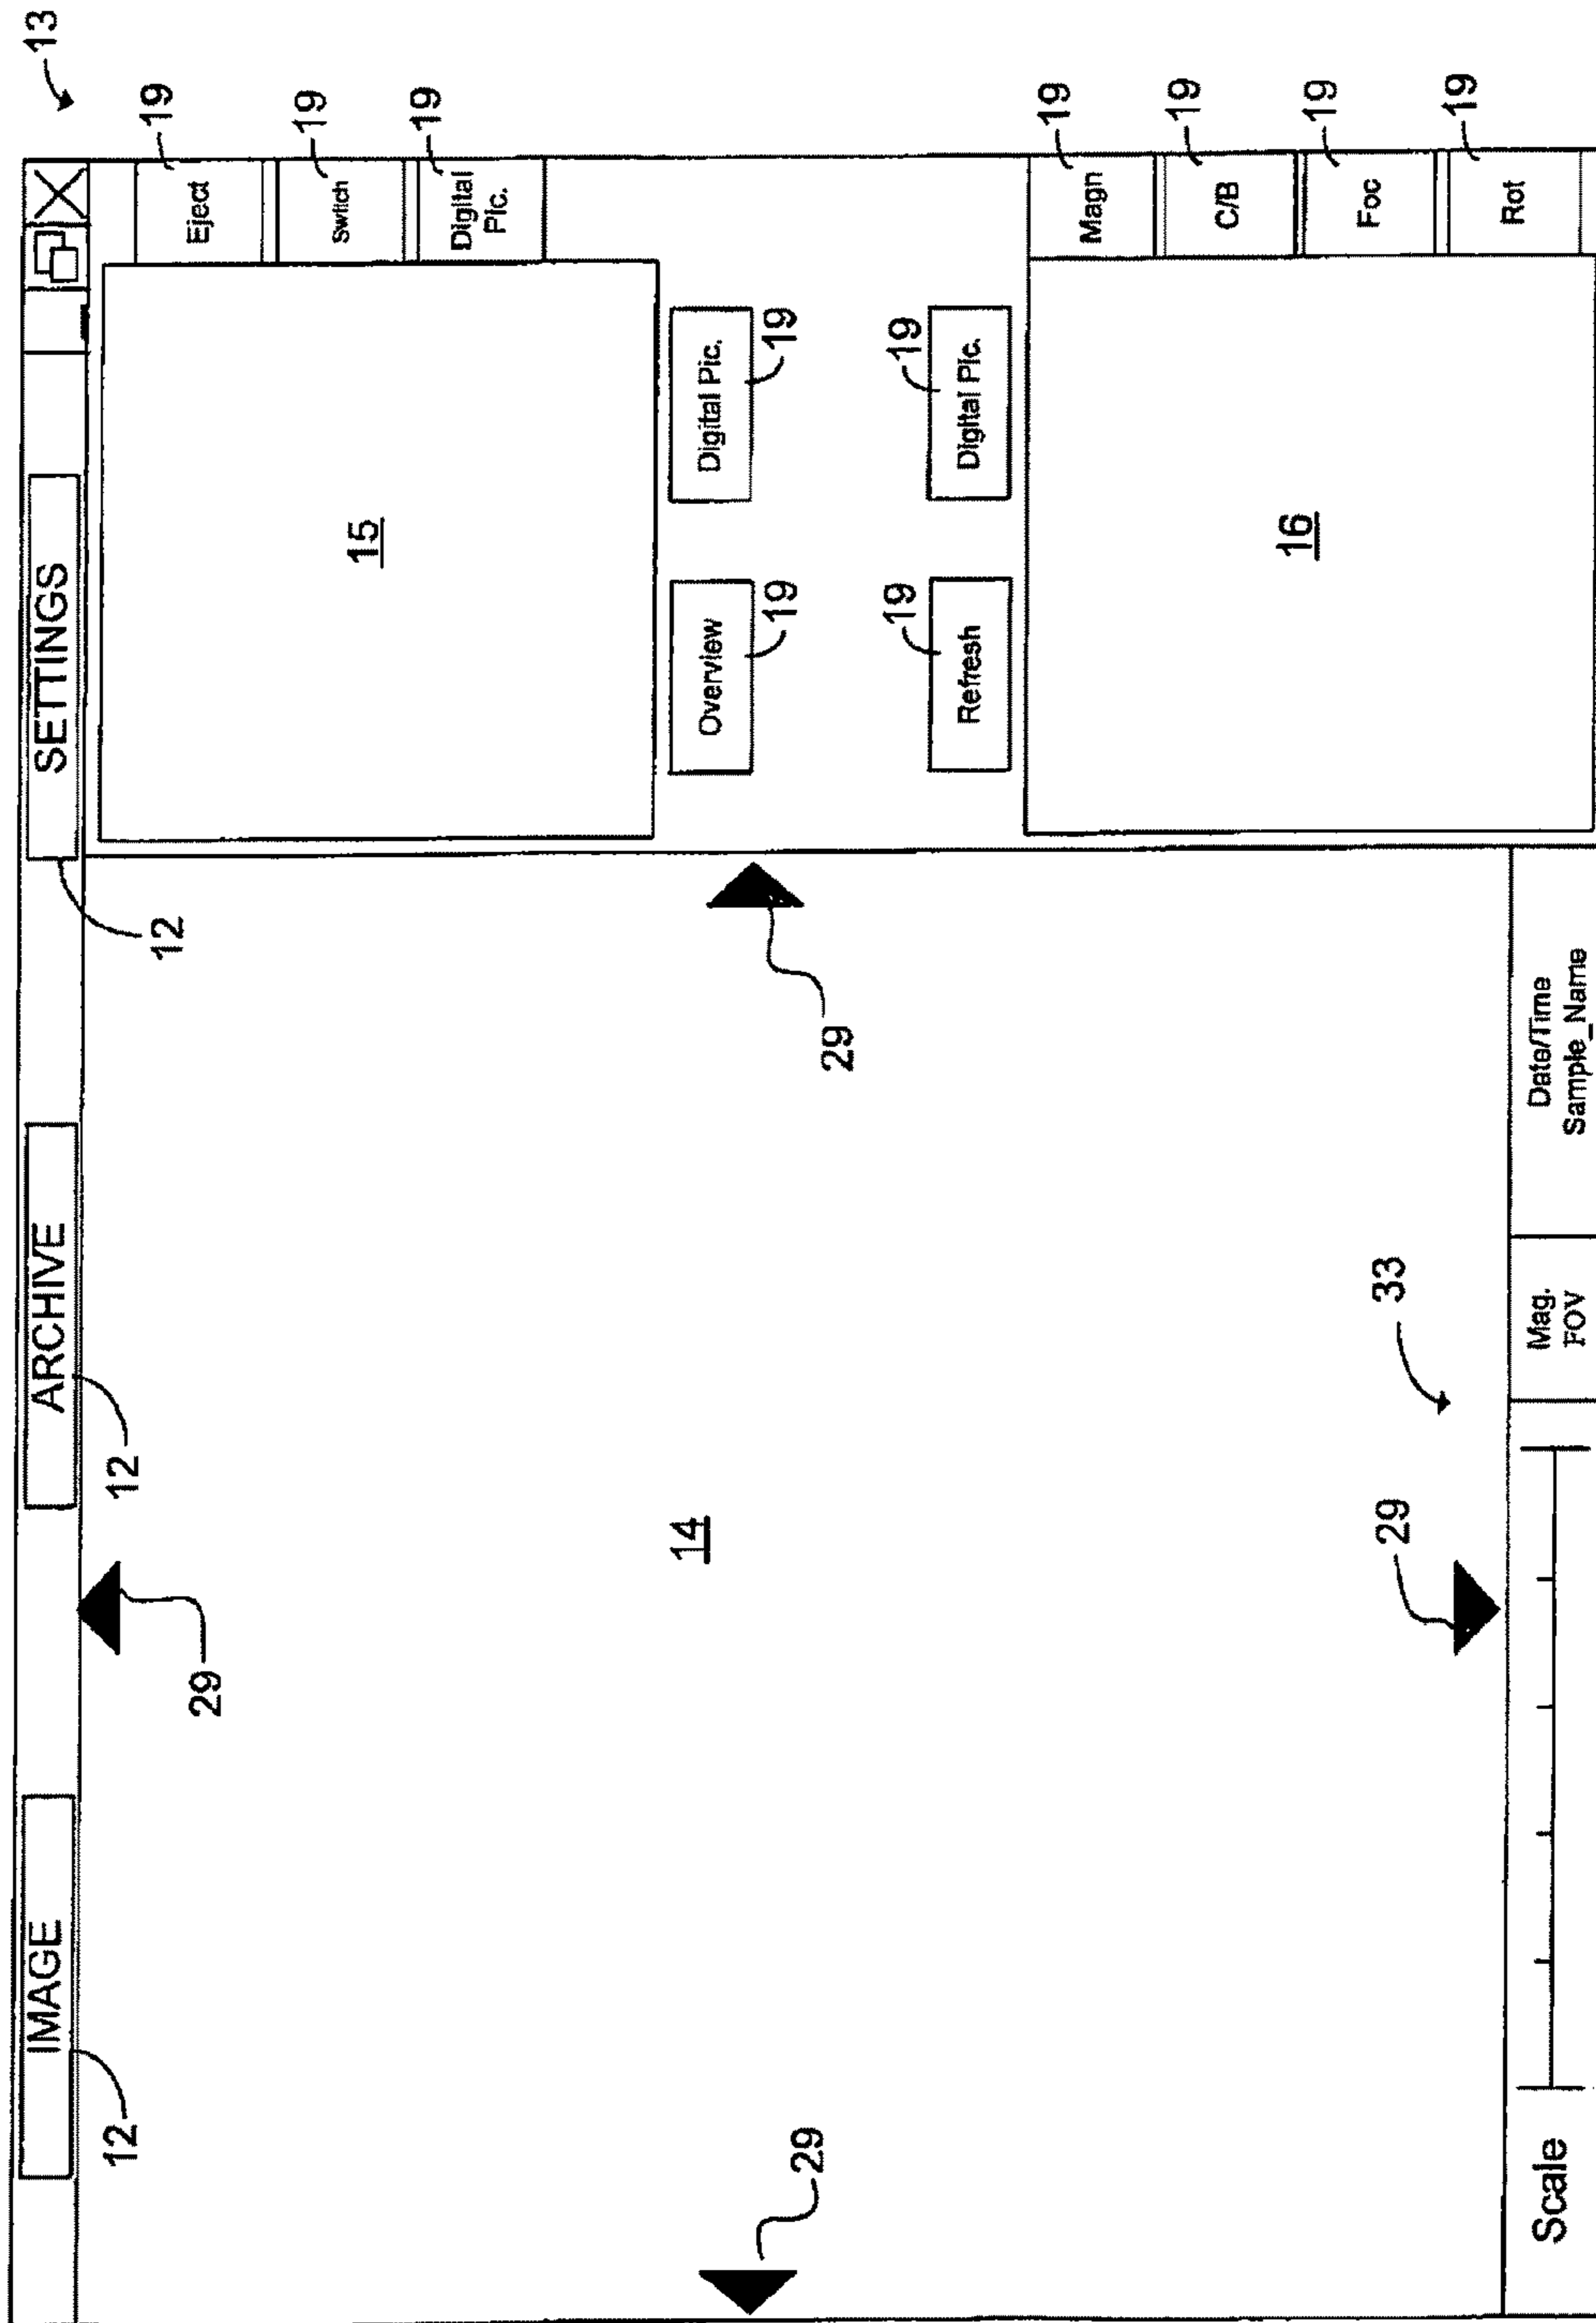 13
IMAGE
ARCHIVE
SETTINGS
12
12
12
29
29
29
29
14
33
15
Eject
19
Switch
19
Digital
Pic.
19
Overview
19
Digital Pic.
19
Refresh
19
Digital Pic.
19
16
Magn
19
C/B
19
Foc
19
Rot
19
Scale
Mag.
FOV
Date/Time
Sample_Name